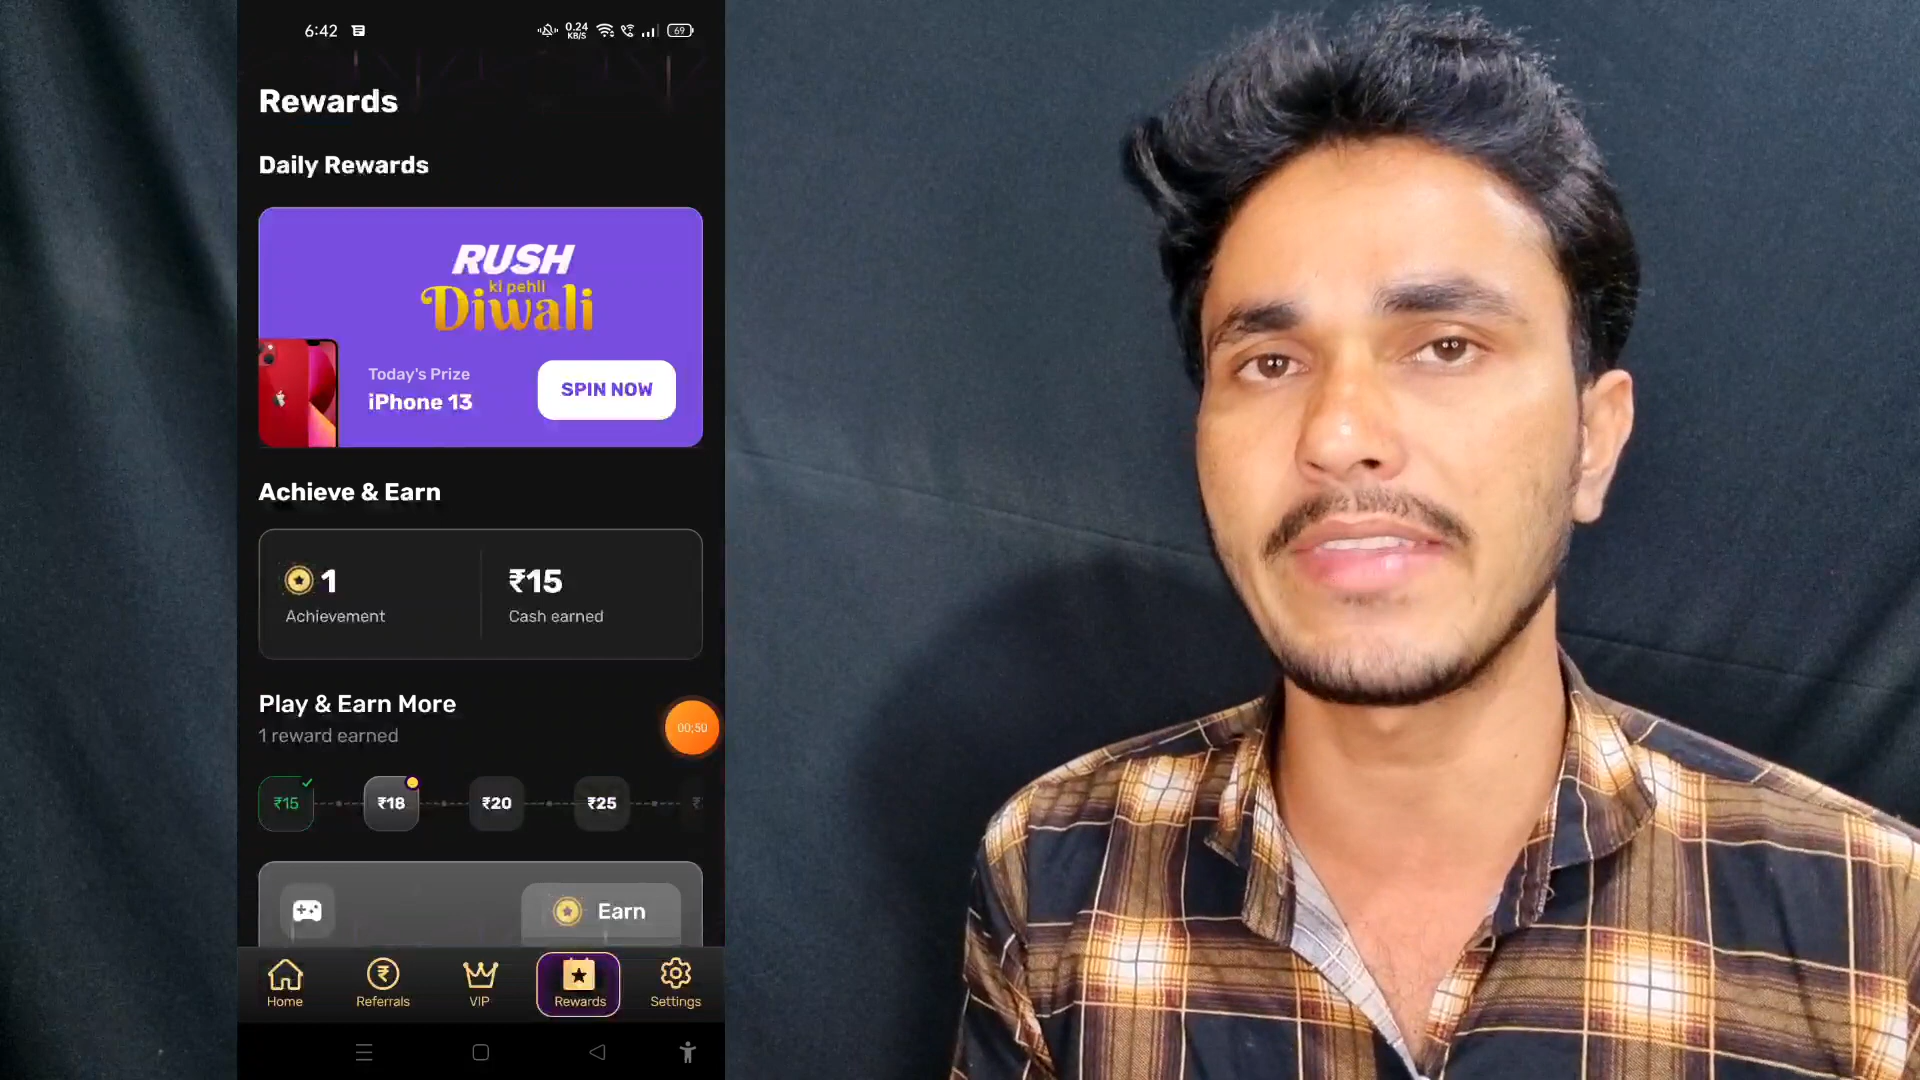 6:42
0.24
KB/S
69
Rewards
Daily Rewards
RUSH
ki pehli
Diwali
Today's Prize
iPhone 13
SPIN NOW
Achieve & Earn
1
₹15
Achievement
Cash earned
Play & Earn More
1 reward earned
00:50
₹15
₹18
₹20
₹25
Earn
Home
Referrals
VIP
Rewards
Settings